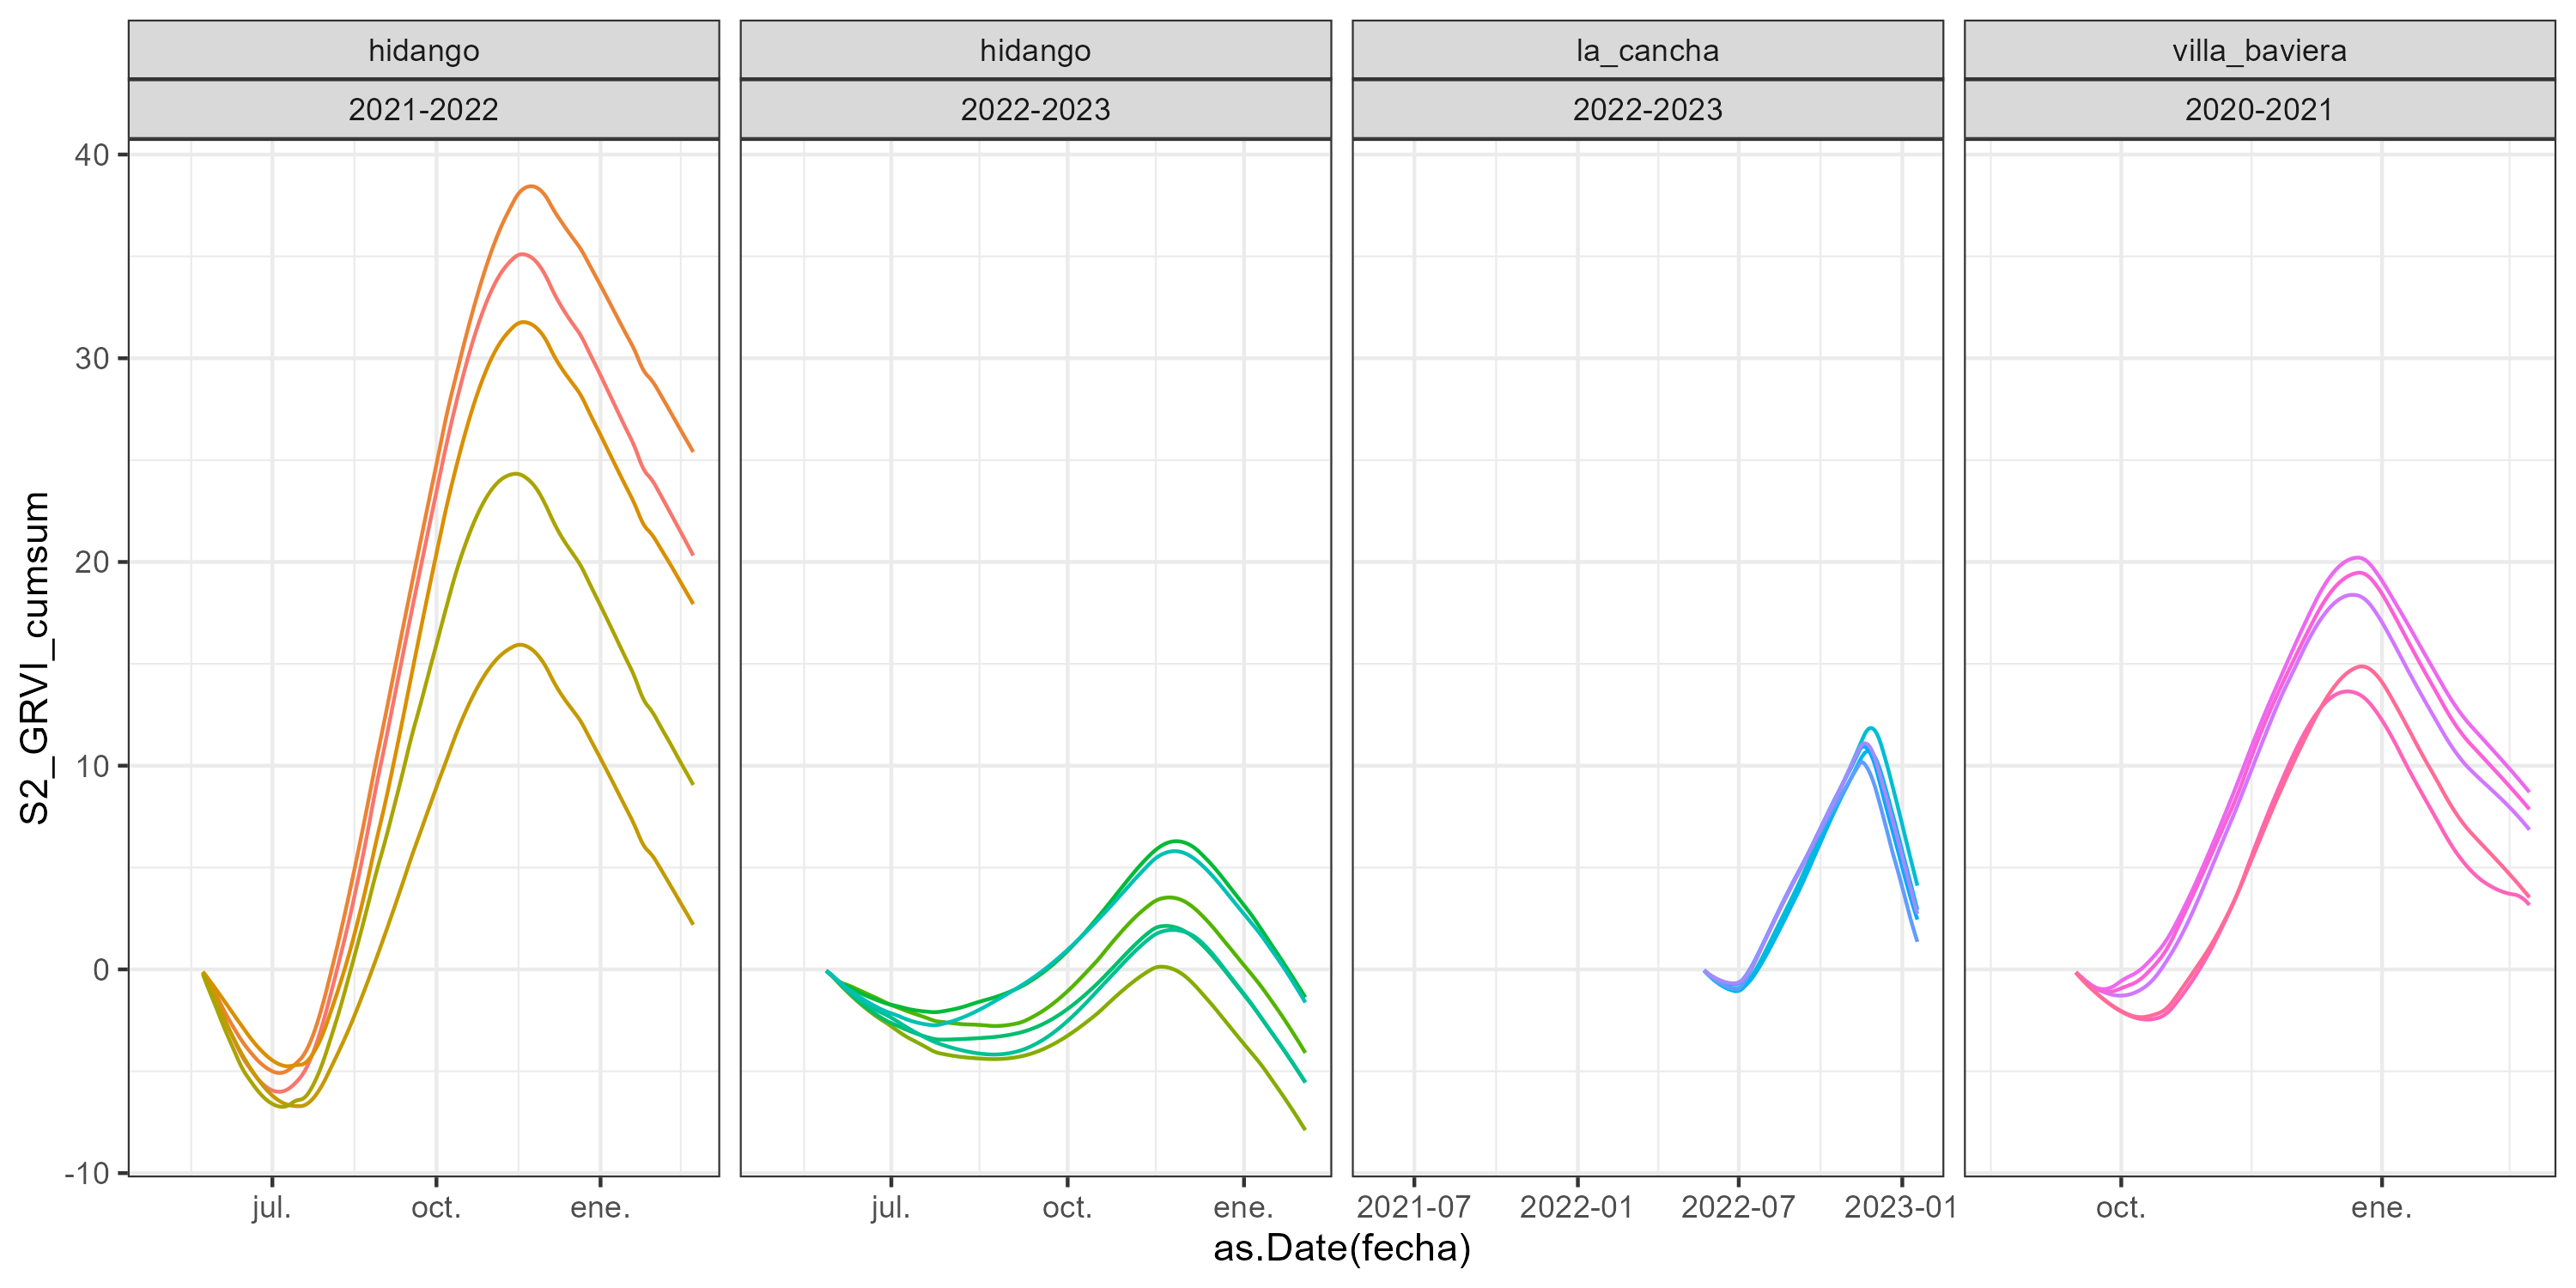 hidango hidango la_cancha villa_baviera
2021-2022 2022-2023 2022-2023 2020-2021
40
30
20
10
0
-10
S2_GRVI_cumsum
jul. oct. ene. jul. oct. ene. 2021-07 2022-01 2022-07 2023-01 oct. ene.
as.Date(fecha)